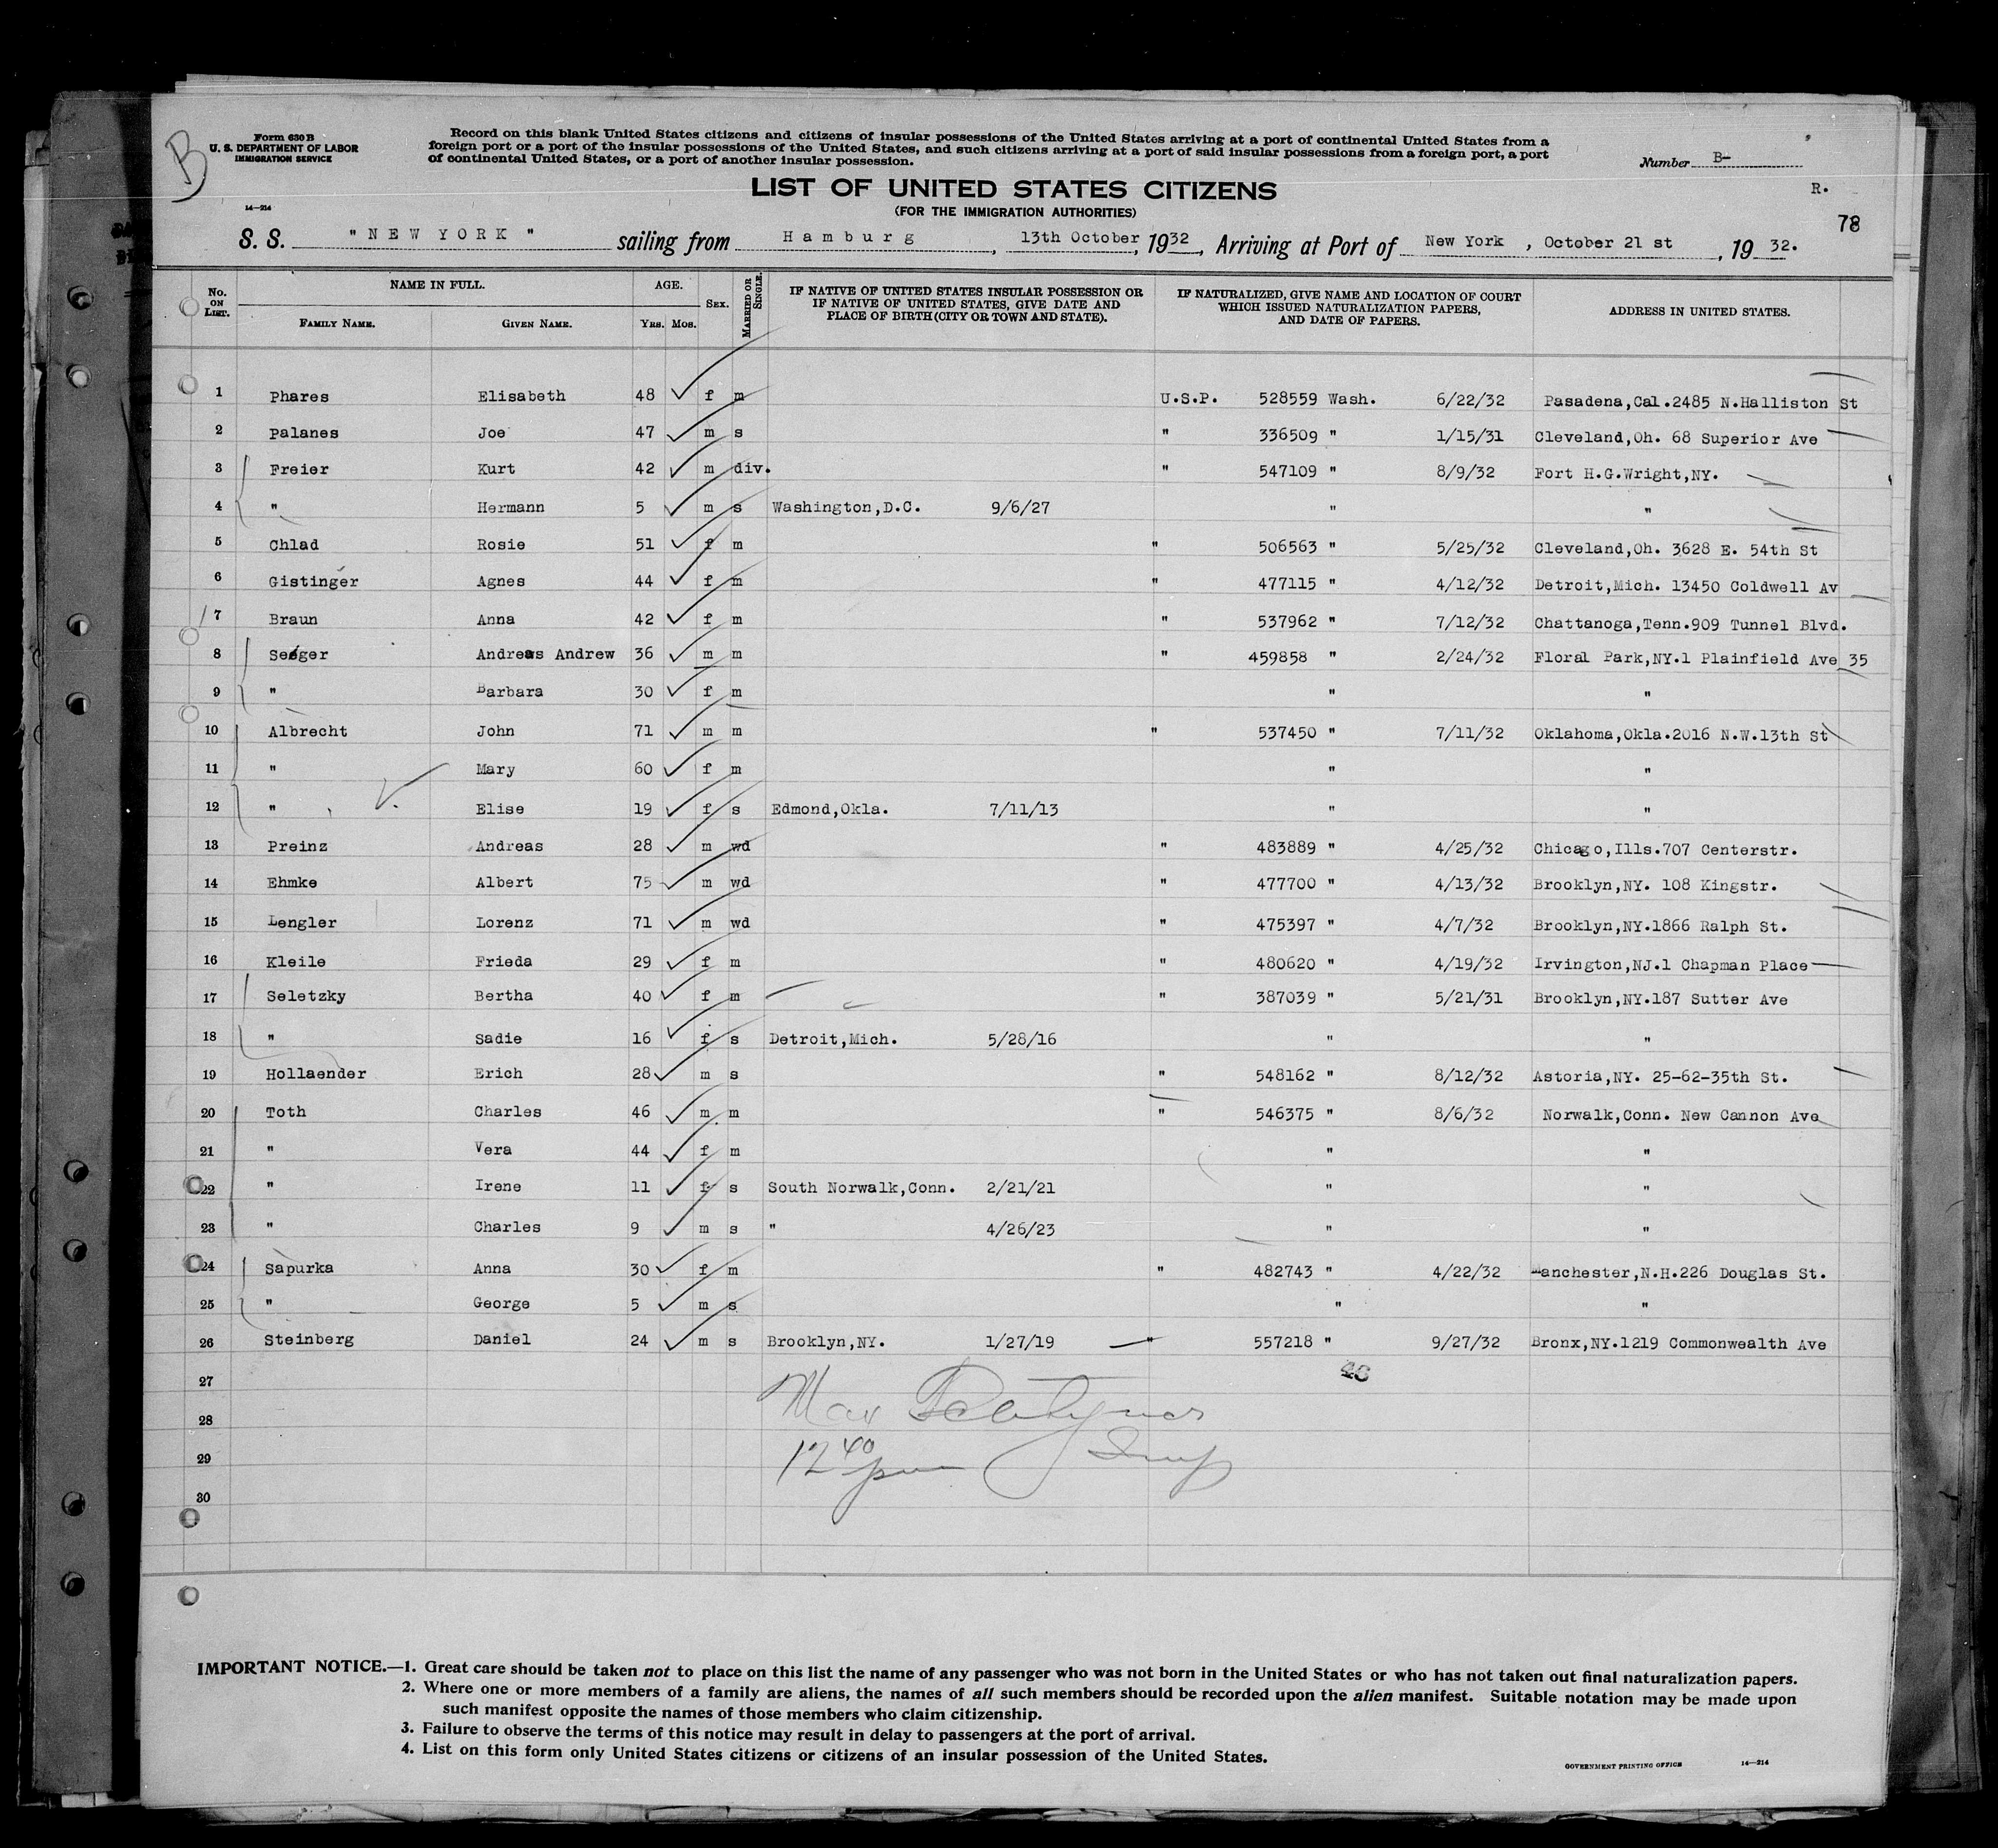 B
Form 630 B
U. S. DEPARTMENT OF LABOR
IMMIGRATION SERVICE
14—214
Record on this blank United States citizens and citizens of insular possessions of the United States arriving at a port of continental United States from a
foreign port or a port of the insular possessions of the United States, and such citizens arriving at a port of said insular possessions from a foreign port, a port
of continental United States, or a port of another insular possession.
Number B-
R.
78
LIST OF UNITED STATES CITIZENS
(FOR THE IMMIGRATION AUTHORITIES)
S. S. "NEW YORK" sailing from Hamburg, 13th October, 1932, Arriving at Port of New York, October 21 st, 19 32.
No. ON LIST. NAME IN FULL. AGE. SEX. MARRIED OR SINGLE. IF NATIVE OF UNITED STATES INSULAR POSSESSION OR IF NATIVE OF UNITED STATES, GIVE DATE AND PLACE OF BIRTH (CITY OR TOWN AND STATE). IF NATURALIZED, GIVE NAME AND LOCATION OF COURT WHICH ISSUED NATURALIZATION PAPERS, AND DATE OF PAPERS. ADDRESS IN UNITED STATES.
FAMILY NAME. GIVEN NAME. YRS. MOS.
1 Phares Elisabeth 48 f m U.S.P. 528559 Wash. 6/22/32 Pasadena,Cal.2485 N.Halliston St
2 Palanes Joe 47 m s " 336509 " 1/15/31 Cleveland,Oh. 68 Superior Ave
3 Freier Kurt 42 m div. " 547109 " 8/9/32 Fort H.G.Wright,NY.
4 " Hermann 5 m s Washington,D.C. 9/6/27 " "
5 Chlad Rosie 51 f m " 506563 " 5/25/32 Cleveland,Oh. 3628 E. 54th St
6 Gistinger Agnes 44 f m " 477115 " 4/12/32 Detroit,Mich. 13450 Coldwell Av
7 Braun Anna 42 f m " 537962 " 7/12/32 Chattanoga,Tenn.909 Tunnel Blvd.
8 Seeger Andreas Andrew 36 m m " 459858 " 2/24/32 Floral Park,NY.1 Plainfield Ave 35
9 " Barbara 30 f m " "
10 Albrecht John 71 m m " 537450 " 7/11/32 Oklahoma,Okla.2016 N.W.13th St
11 " Mary 60 f m " "
12 " Elise 19 f s Edmond,Okla. 7/11/13 " "
13 Preinz Andreas 28 m wd " 483889 " 4/25/32 Chicago,Ills.707 Centerstr.
14 Ehmke Albert 75 m wd " 477700 " 4/13/32 Brooklyn,NY. 108 Kingstr.
15 Lengler Lorenz 71 m wd " 475397 " 4/7/32 Brooklyn,NY.1866 Ralph St.
16 Kleile Frieda 29 f m " 480620 " 4/19/32 Irvington,NJ.1 Chapman Place
17 Seletzky Bertha 40 f m " 387039 " 5/21/31 Brooklyn,NY.187 Sutter Ave
18 " Sadie 16 f s Detroit,Mich. 5/28/16 " "
19 Hollaender Erich 28 m s " 548162 " 8/12/32 Astoria,NY. 25-62-35th St.
20 Toth Charles 46 m m " 546375 " 8/6/32 Norwalk,Conn. New Cannon Ave
21 " Vera 44 f m " "
22 " Irene 11 f s South Norwalk,Conn. 2/21/21 " "
23 " Charles 9 m s " 4/26/23 " "
24 Sapurka Anna 30 f m " 482743 " 4/22/32 Manchester,N.H.226 Douglas St.
25 " George 5 m s " "
26 Steinberg Daniel 24 m s Brooklyn,NY. 1/27/19 " 557218 " 9/27/32 Bronx,NY.1219 Commonwealth Ave
27
28 Max
29 12 40 pm Insp
30
IMPORTANT NOTICE.—1. Great care should be taken not to place on this list the name of any passenger who was not born in the United States or who has not taken out final naturalization papers.
2. Where one or more members of a family are aliens, the names of all such members should be recorded upon the alien manifest. Suitable notation may be made upon
such manifest opposite the names of those members who claim citizenship.
3. Failure to observe the terms of this notice may result in delay to passengers at the port of arrival.
4. List on this form only United States citizens or citizens of an insular possession of the United States.
GOVERNMENT PRINTING OFFICE 14—214